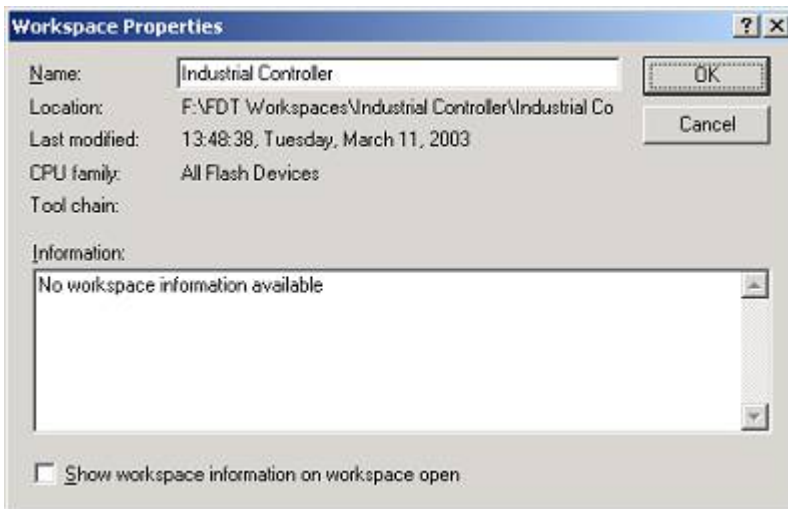 Workspace Properties
Name: Industrial Controller
OK
Location: F:\FDT Workspaces\Industrial Controller\Industrial Co
Cancel
Last modified: 13:48:38, Tuesday, March 11, 2003
CPU family: All Flash Devices
Tool chain:
Information:
No workspace information available
Show workspace information on workspace open